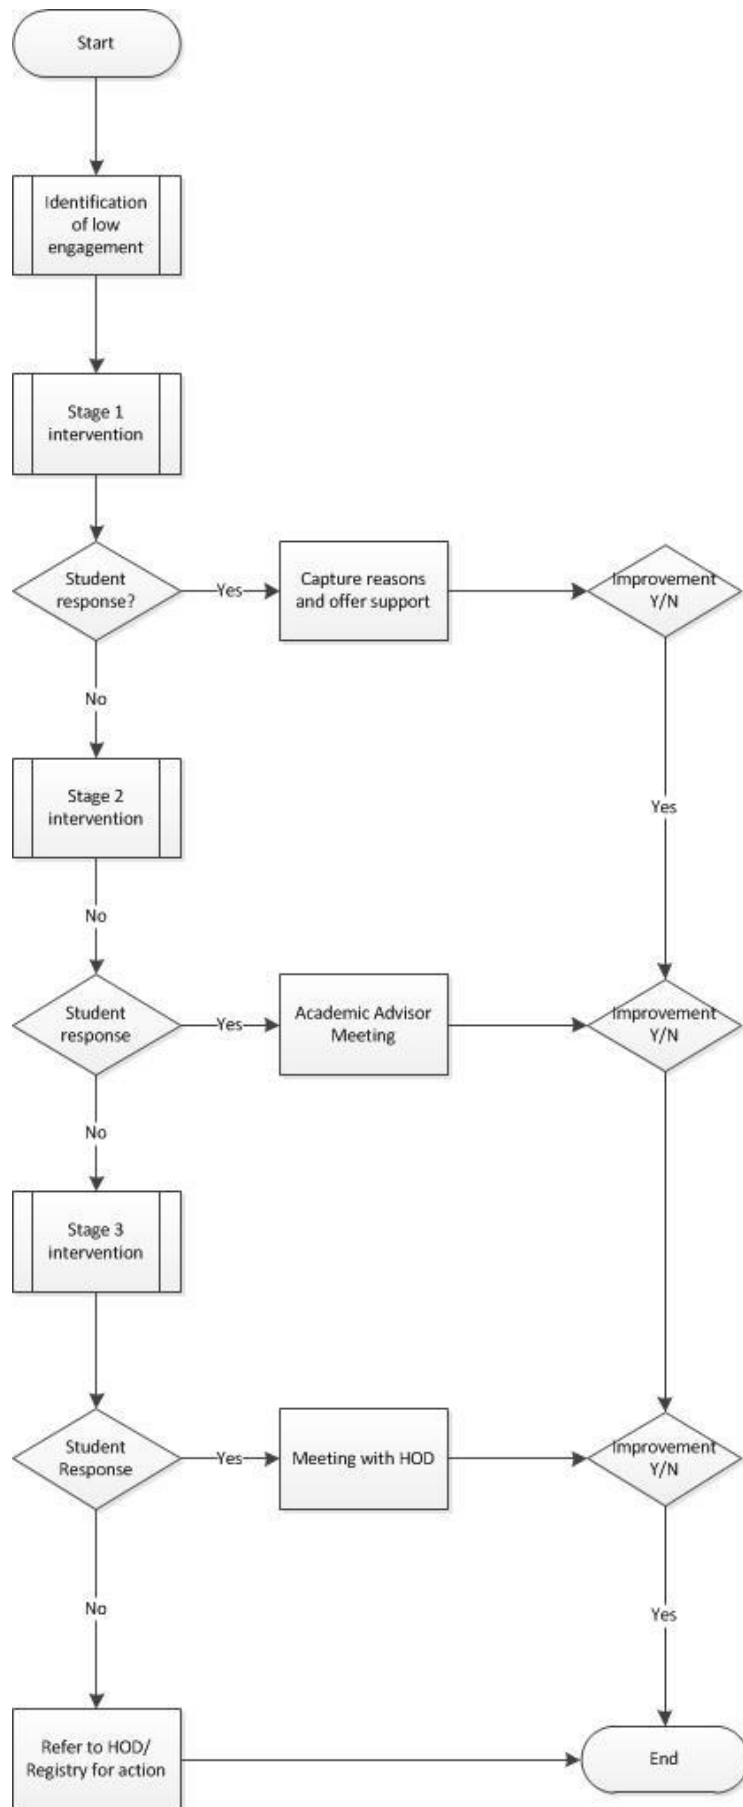 Start
Identification
of low
engagement
Stage 1
intervention
Student
response?
Yes
Capture reasons
and offer support
Improvement
Y/N
No
Stage 2
intervention
Yes
No
Student
response
Yes
Academic Advisor
Meeting
Improvement
Y/N
No
Stage 3
intervention
Student
Response
Yes
Meeting with HOD
Improvement
Y/N
No
Yes
Refer to HOD/
Registry for action
End